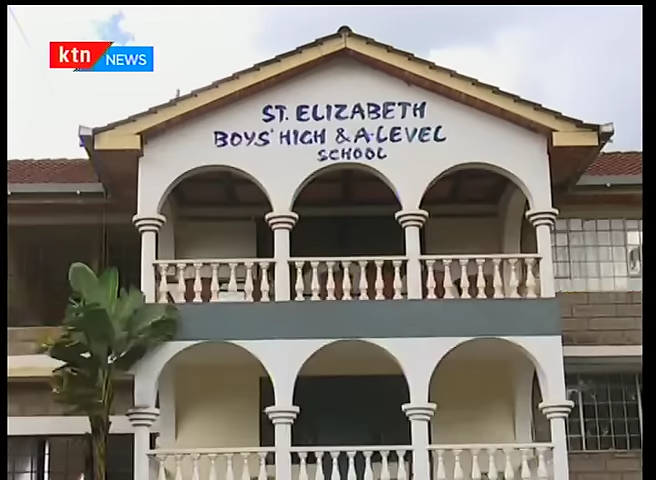 ktn NEWS
ST. ELIZABETH
BOYS' HIGH & A-LEVEL
SCHOOL